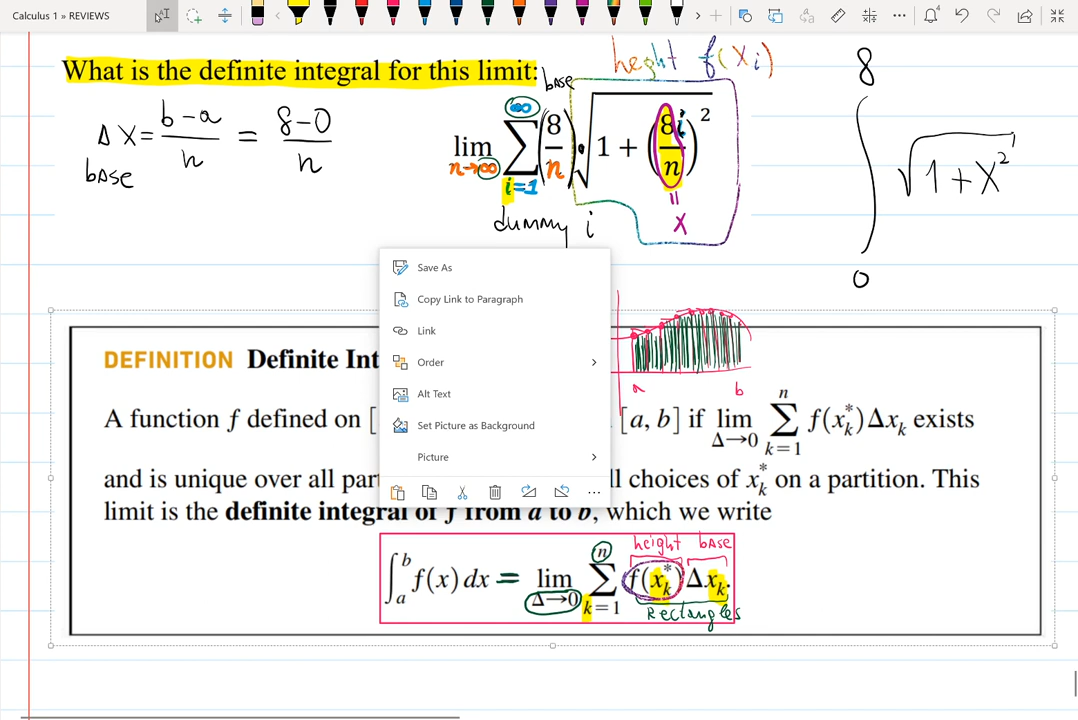 Calculus 1 » REVIEWS
What is the definite integral for this limit:
base
heght f(xi)
Δx = b-a/n = 8-0/n
base
lim n→∞ ∞ ∑ i=1 (8/n) · √1 + (8i/n)²
= x
dummy i
8 ∫ 0 √1+x²
Save As
Copy Link to Paragraph
Link
Order
Alt Text
Set Picture as Background
Picture
a b
DEFINITION Definite Int
A function f defined on [ [a, b] if lim Δ→0 n ∑ k=1 f(x*k)Δxk exists
and is unique over all par ll choices of x*k on a partition. This
limit is the definite integral of f from a to b, which we write
height base
∫ b a f(x) dx = lim Δ→0 n ∑ k=1 f(x*k)Δxk.
Rectangles